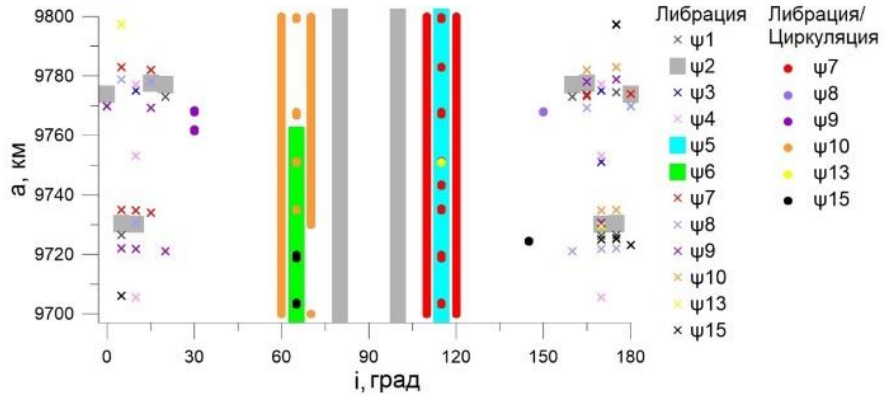 9800
9780
9760
9740
9720
9700
a, км
0
30
60
90
120
150
180
i, град
Либрация
ψ1
ψ2
ψ3
ψ4
ψ5
ψ6
ψ7
ψ8
ψ9
ψ10
ψ13
ψ15
Либрация/
Циркуляция
ψ7
ψ8
ψ9
ψ10
ψ13
ψ15